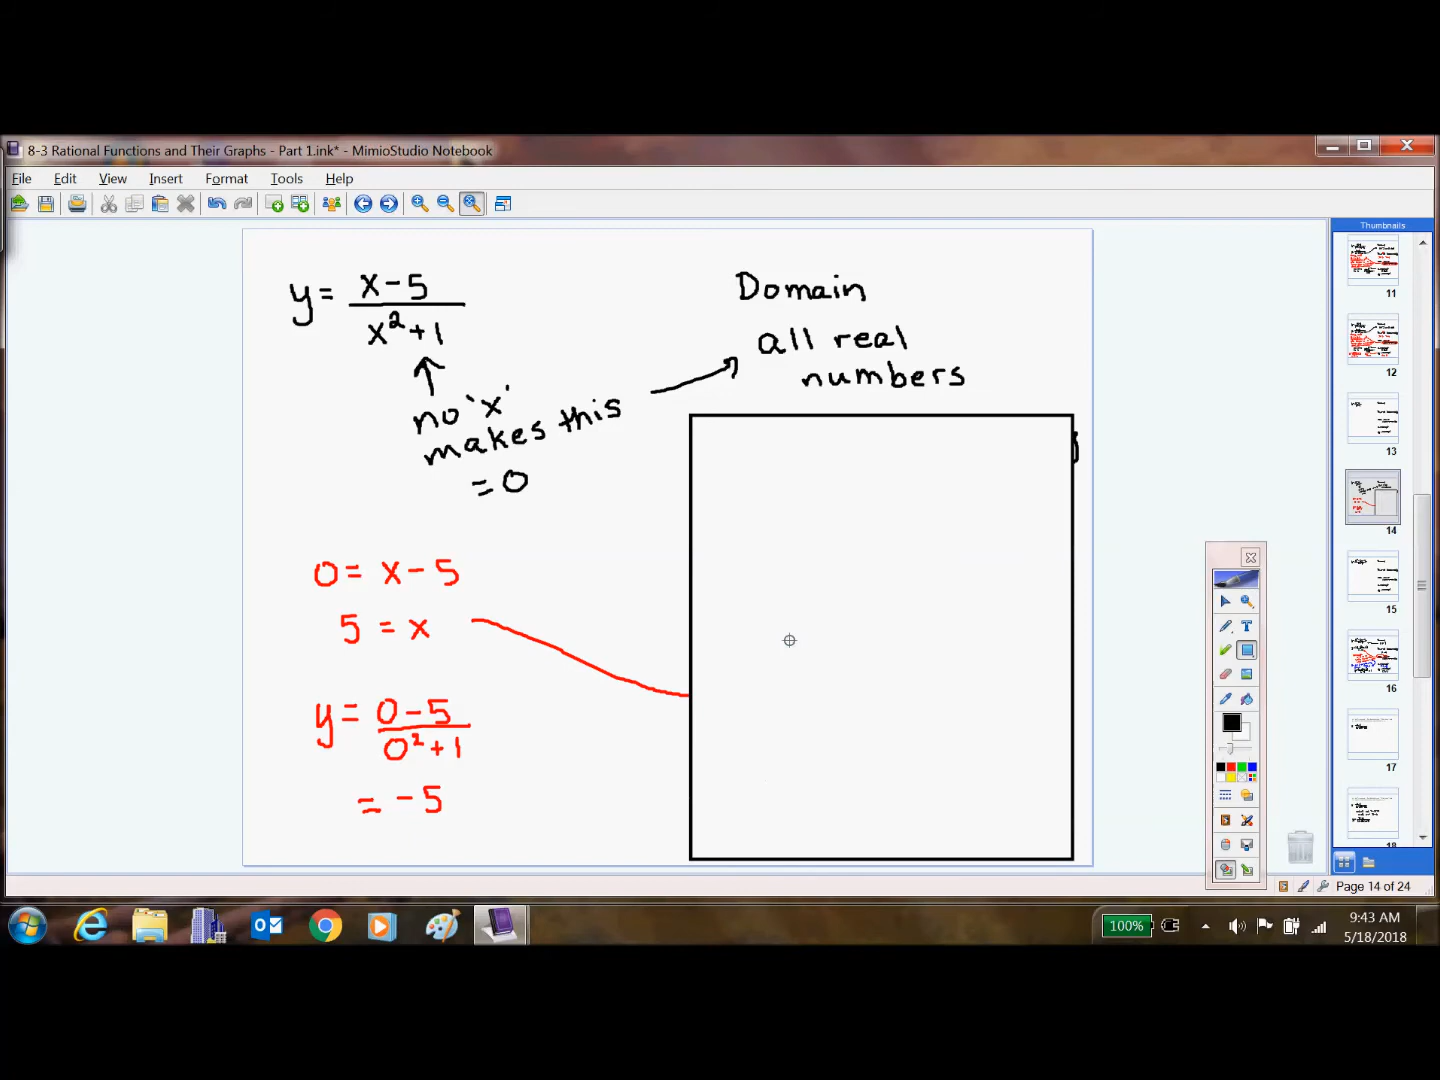 8-3 Rational Functions and Their Graphs - Part 1.ink* - MimioStudio Notebook
File Edit View Insert Format Tools Help
Thumbnails
y = x - 5
x² + 1
Domain
all real
numbers
no 'x'
makes this
= 0
0 = x - 5
5 = x
y = 0 - 5
0² + 1
= - 5
11
12
13
14
15
16
17
18
Page 14 of 24
100%
9:43 AM
5/18/2018